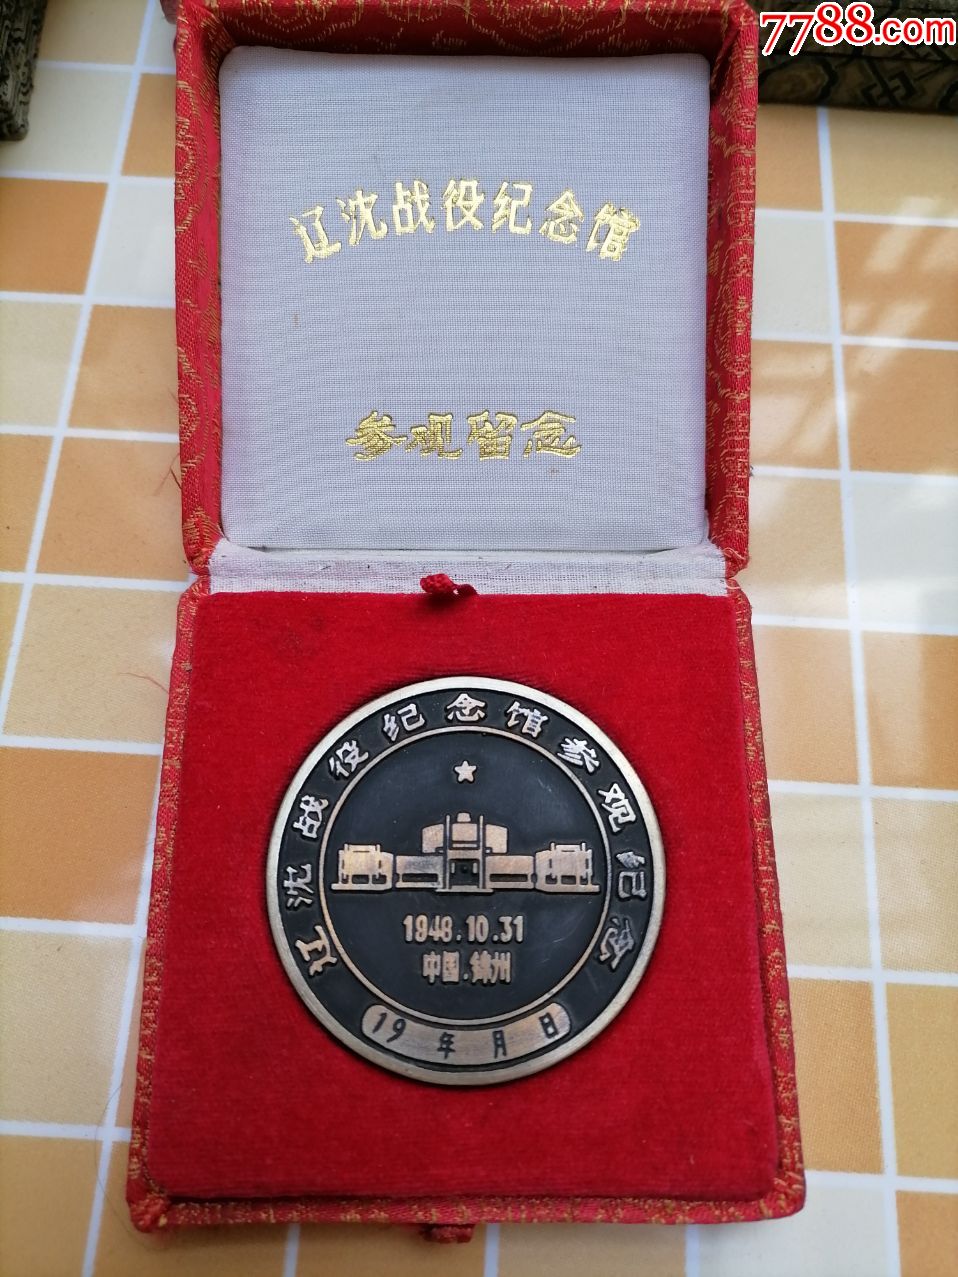 7788.com
辽沈战役纪念馆
参观留念
辽沈战役纪念馆参观纪念
1948.10.31
中国.锦州
19 年 月 日